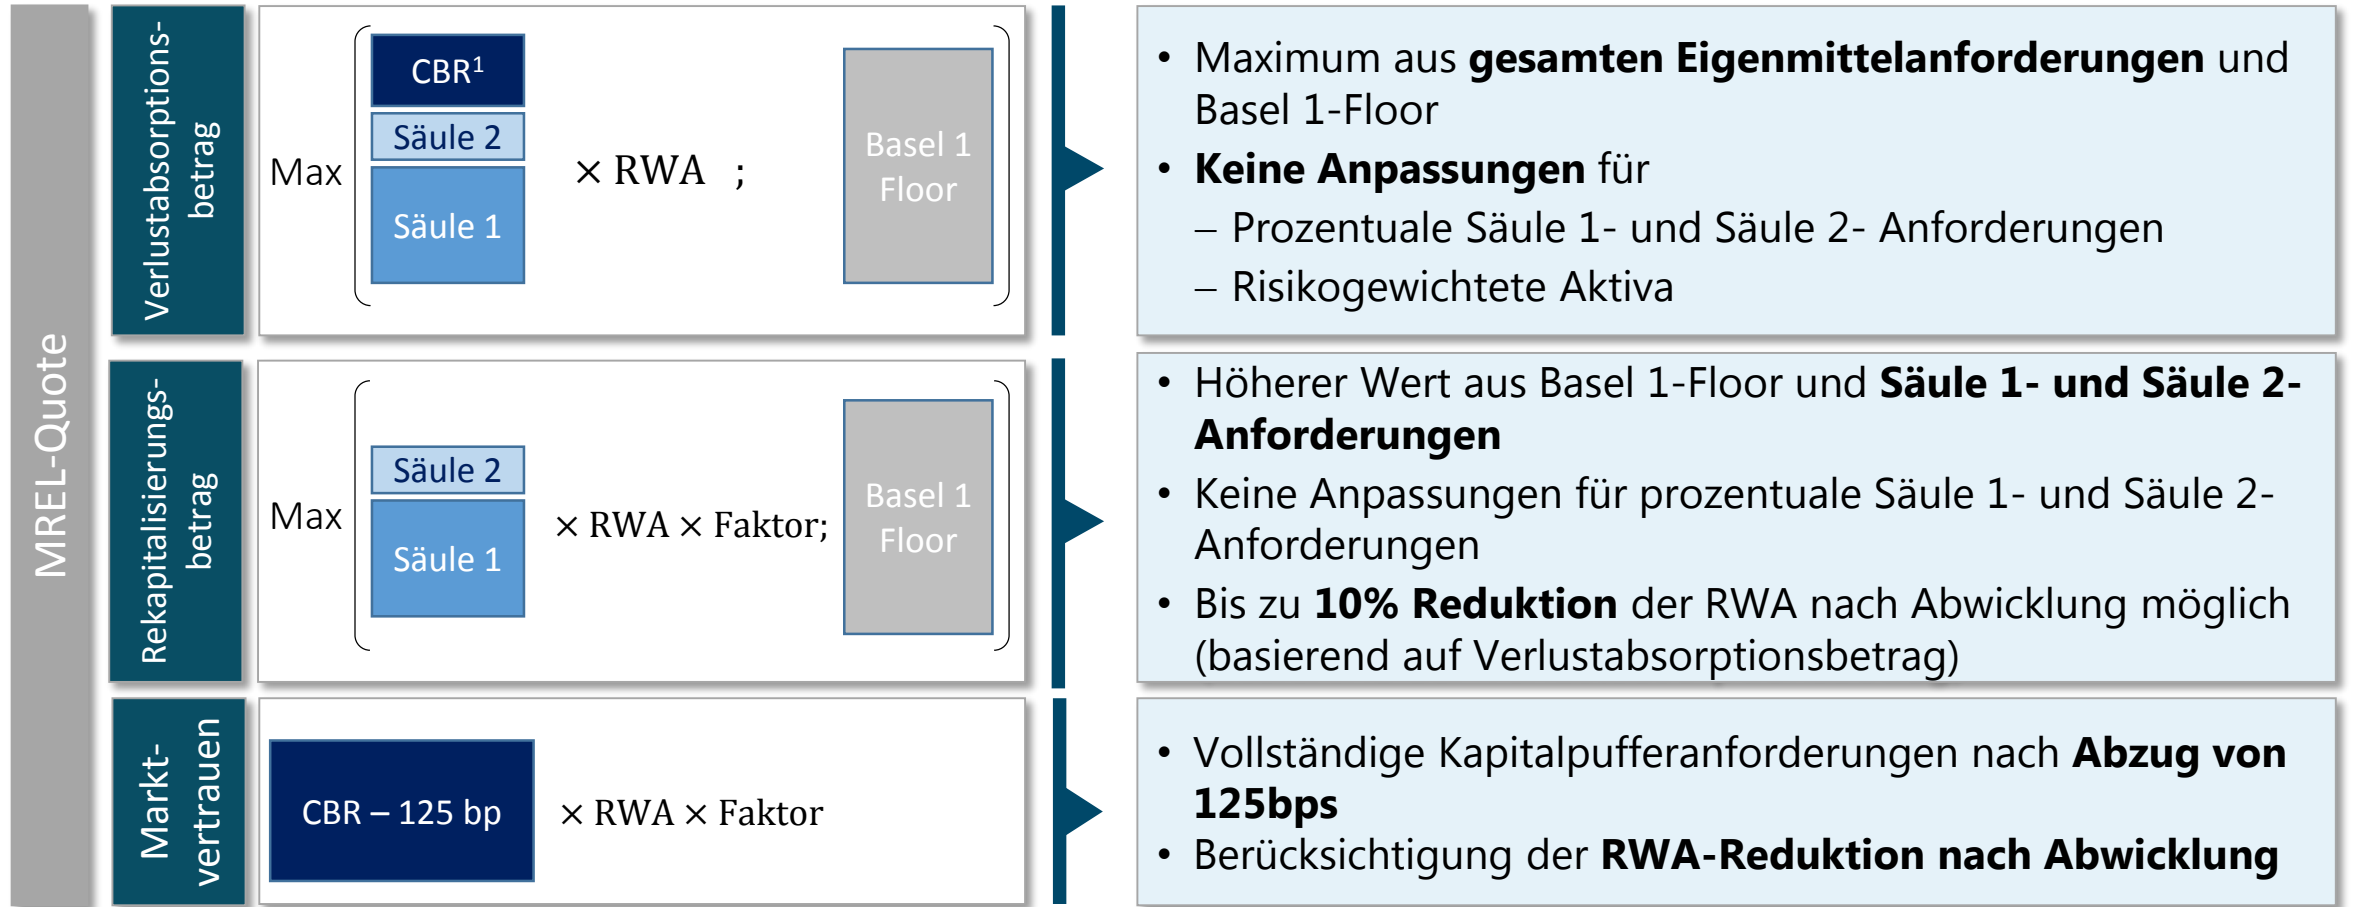 MREL-Quote
Verlustabsorptions-
betrag
Max
CBR¹
Säule 2
Säule 1
× RWA ;
Basel 1
Floor
• Maximum aus gesamten Eigenmittelanforderungen und
Basel 1-Floor
• Keine Anpassungen für
– Prozentuale Säule 1- und Säule 2- Anforderungen
– Risikogewichtete Aktiva
Rekapitalisierungs-
betrag
Max
Säule 2
Säule 1
× RWA × Faktor;
Basel 1
Floor
• Höherer Wert aus Basel 1-Floor und Säule 1- und Säule 2-
Anforderungen
• Keine Anpassungen für prozentuale Säule 1- und Säule 2-
Anforderungen
• Bis zu 10% Reduktion der RWA nach Abwicklung möglich
(basierend auf Verlustabsorptionsbetrag)
Markt-
vertrauen
CBR – 125 bp
× RWA × Faktor
• Vollständige Kapitalpufferanforderungen nach Abzug von
125bps
• Berücksichtigung der RWA-Reduktion nach Abwicklung